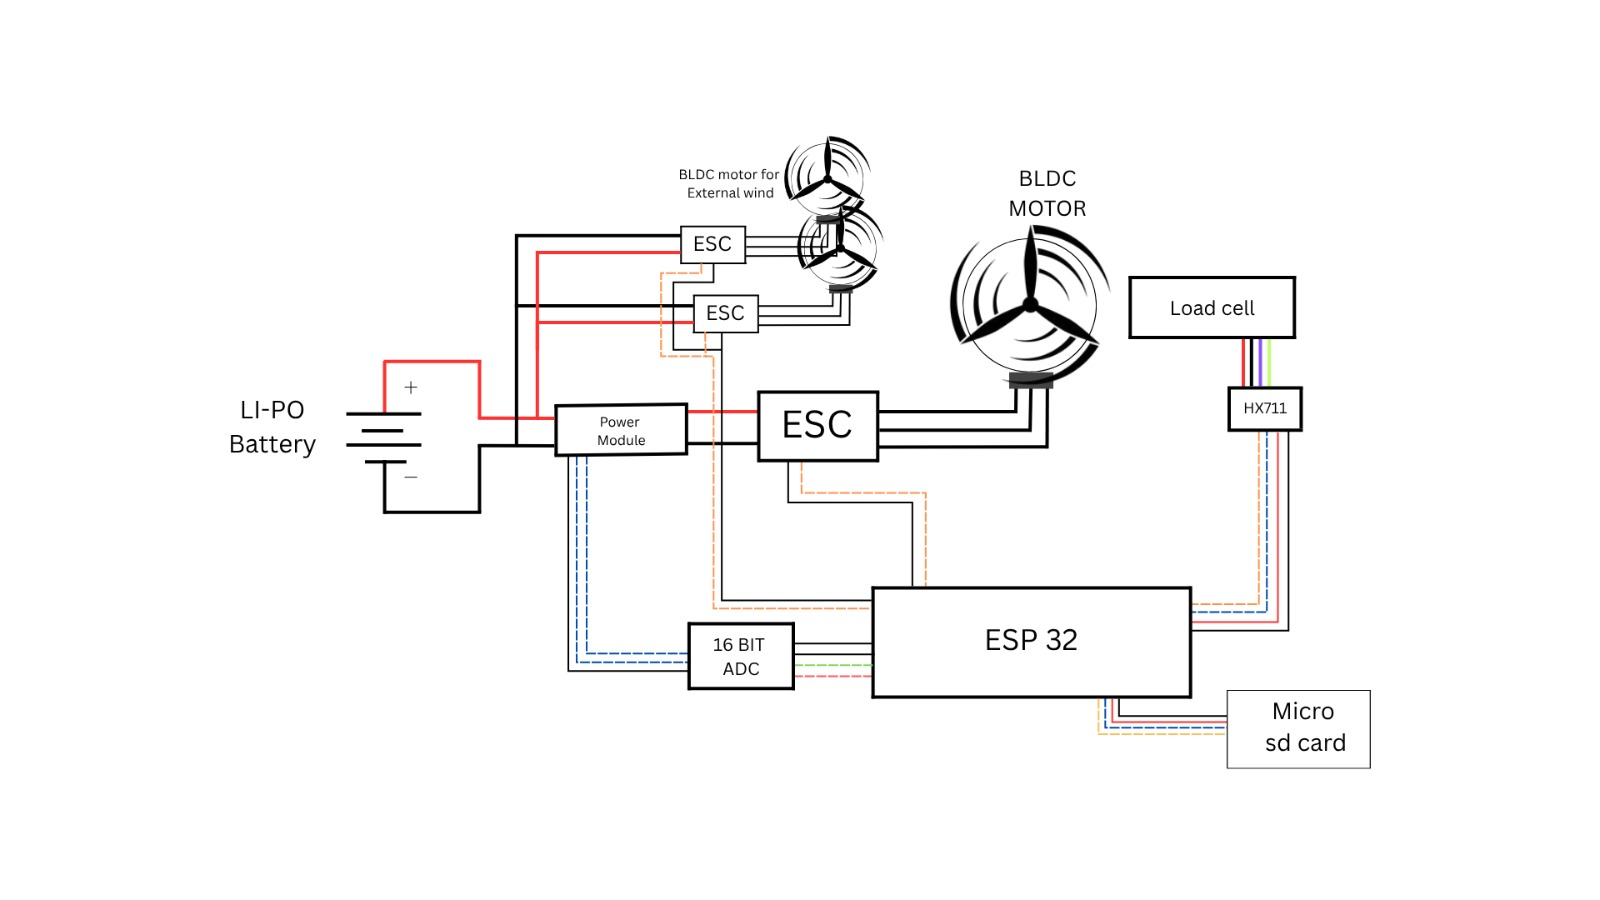 BLDC motor for
External wind
BLDC
MOTOR
ESC
ESC
Load cell
+
LI-PO
Battery
−
Power
Module
ESC
HX711
16 BIT
ADC
ESP 32
Micro
sd card